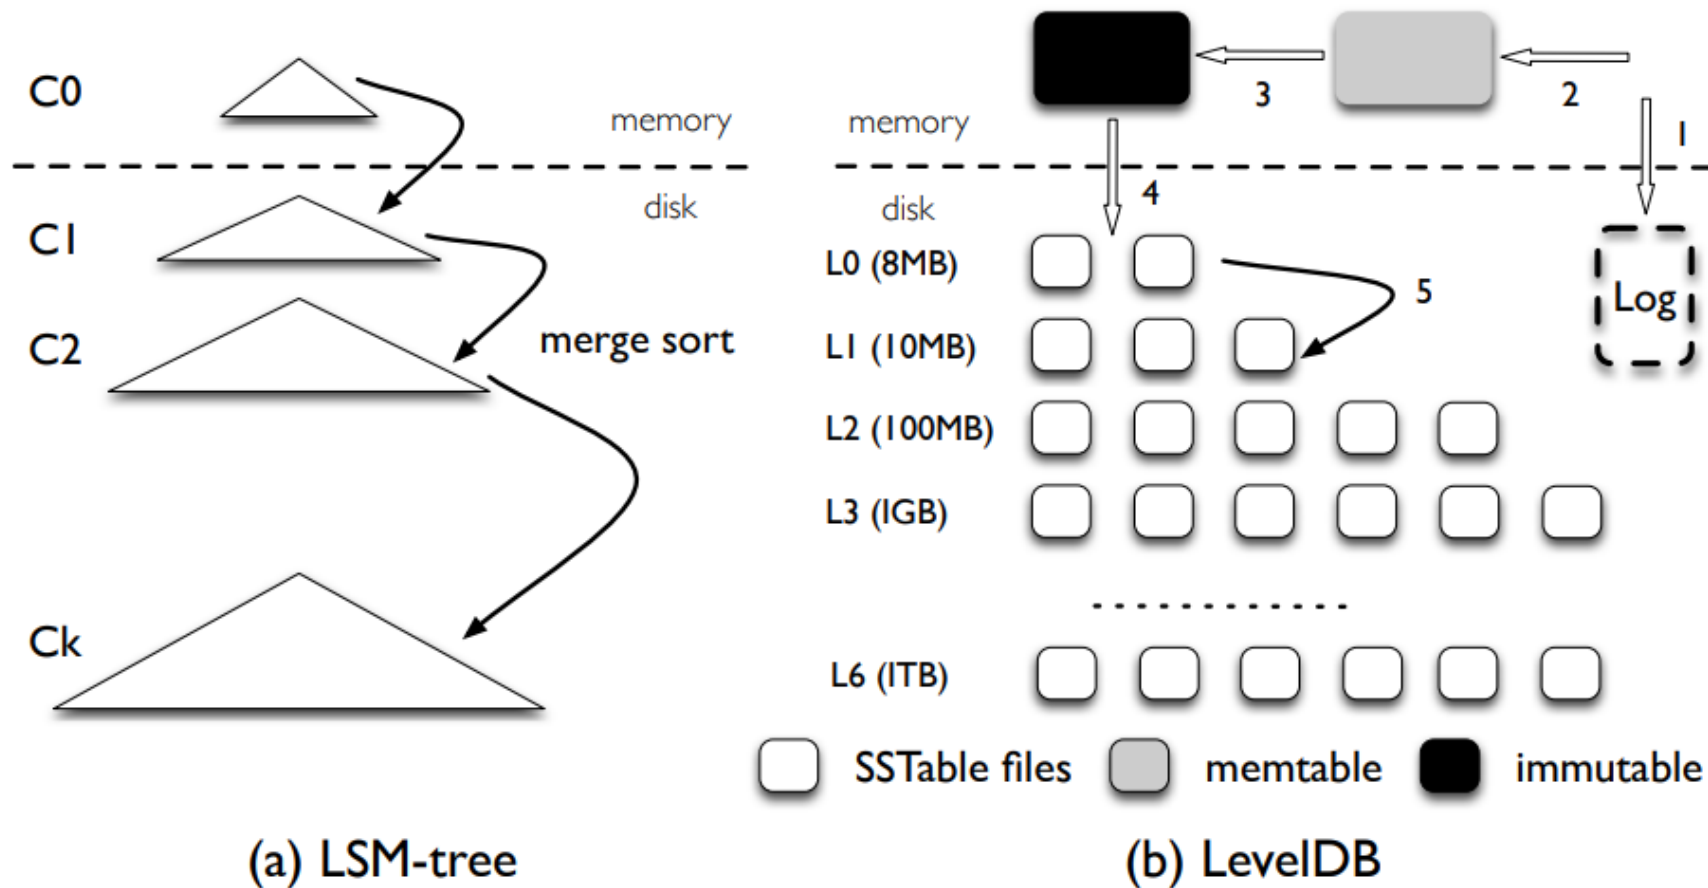 C0
memory
disk
C1
C2
merge sort
Ck
(a) LSM-tree
memory
3
2
1
4
disk
L0 (8MB)
5
Log
L1 (10MB)
L2 (100MB)
L3 (1GB)
L6 (1TB)
SSTable files
memtable
immutable
(b) LevelDB